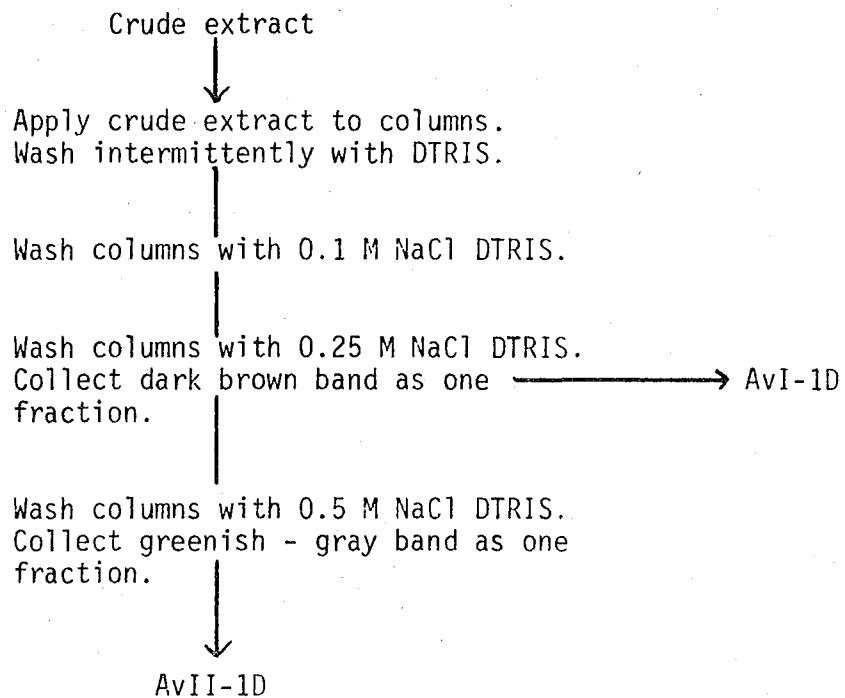 Crude extract
Apply crude extract to columns.
Wash intermittently with DTRIS.
Wash columns with 0.1 M NaCl DTRIS.
Wash columns with 0.25 M NaCl DTRIS.
Collect dark brown band as one
fraction.
AvI-1D
Wash columns with 0.5 M NaCl DTRIS.
Collect greenish - gray band as one
fraction.
AvII-1D